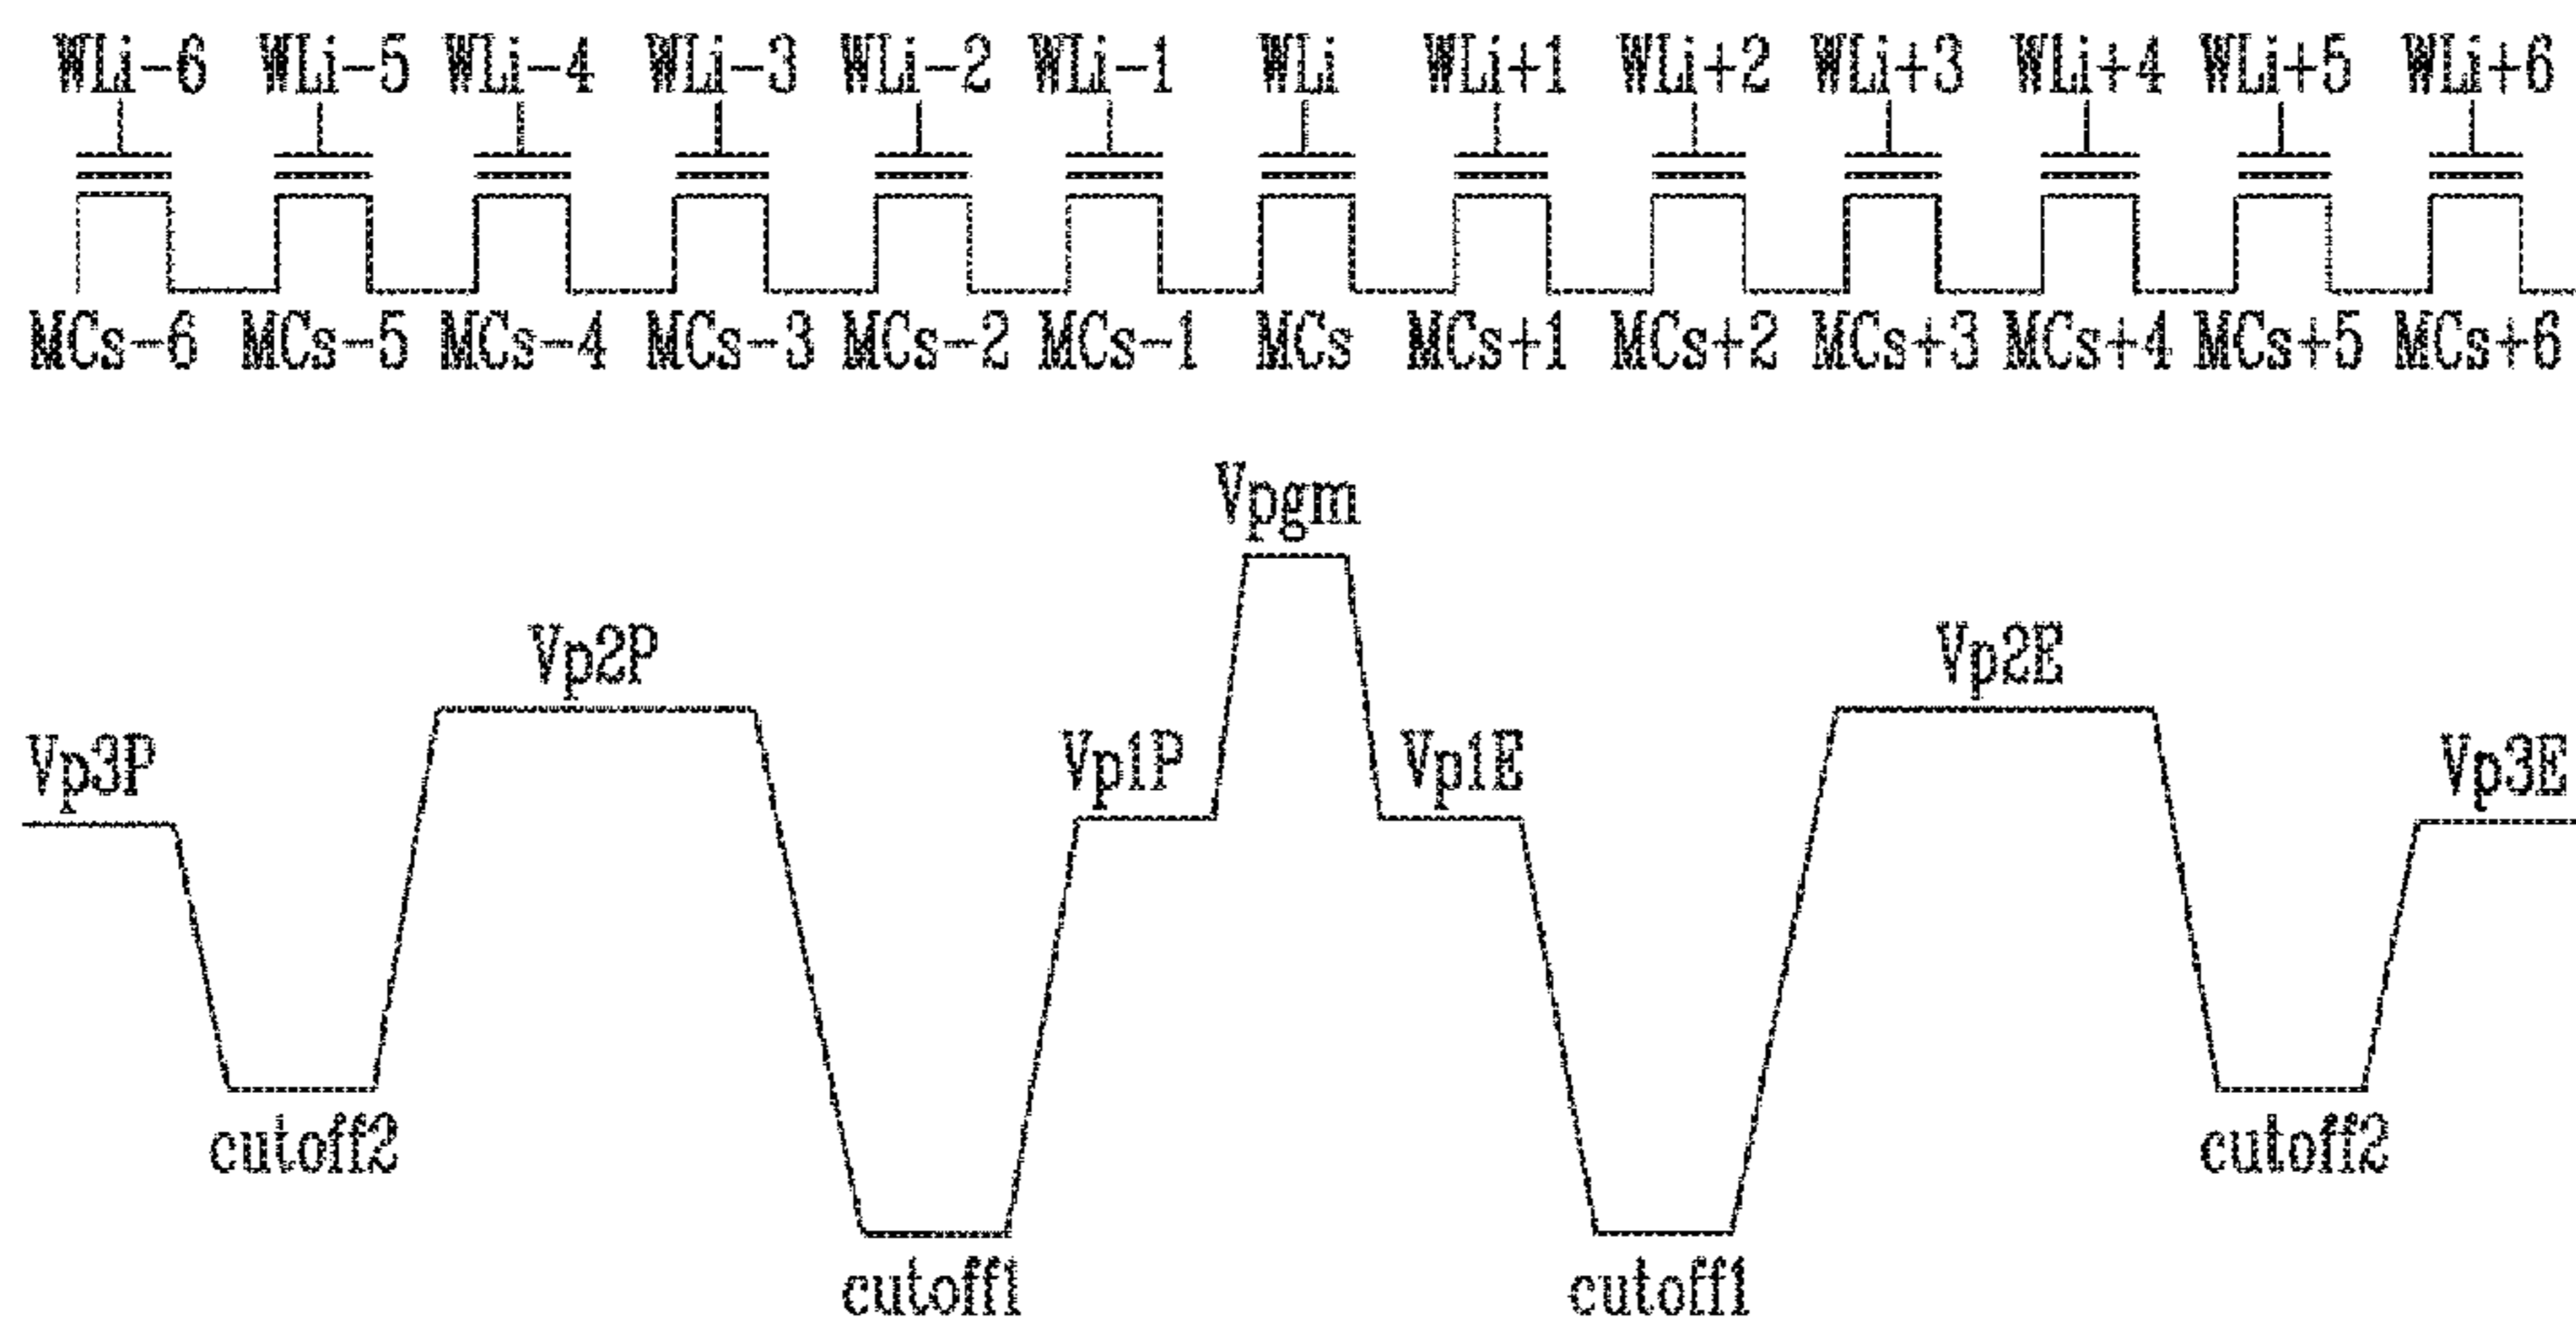 WLi-6 WLi-5 WLi-4 WLi-3 WLi-2 WLi-1 WLi WLi+1 WLi+2 WLi+3 WLi+4 WLi+5 WLi+6
MCs-6 MCs-5 MCs-4 MCs-3 MCs-2 MCs-1 MCs MCs+1 MCs+2 MCs+3 MCs+4 MCs+5 MCs+6
Vpgm
Vp2P Vp2E
Vp3P Vp1P Vp1E Vp3E
cutoff2 cutoff2
cutoff1 cutoff1